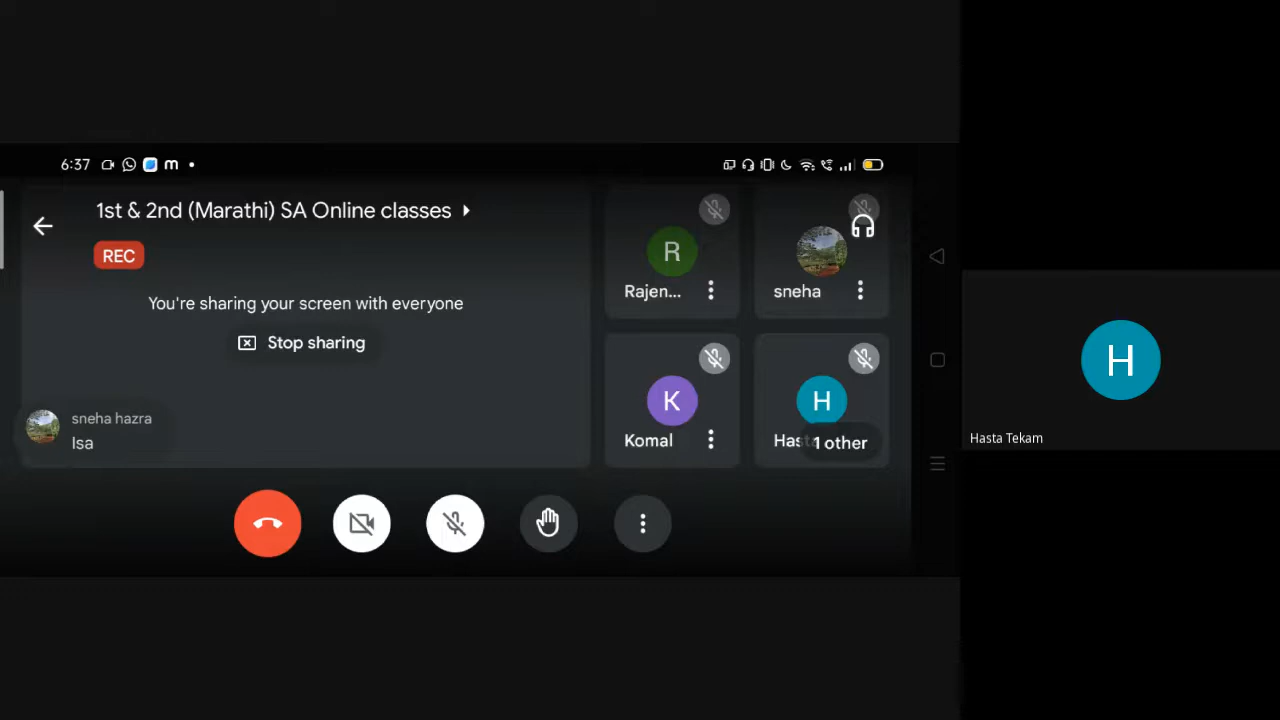 6:37
1st & 2nd (Marathi) SA Online classes
REC
You're sharing your screen with everyone
Stop sharing
sneha hazra
Isa
R
Rajen...
sneha
K
Komal
H
Hast
1 other
H
Hasta Tekam